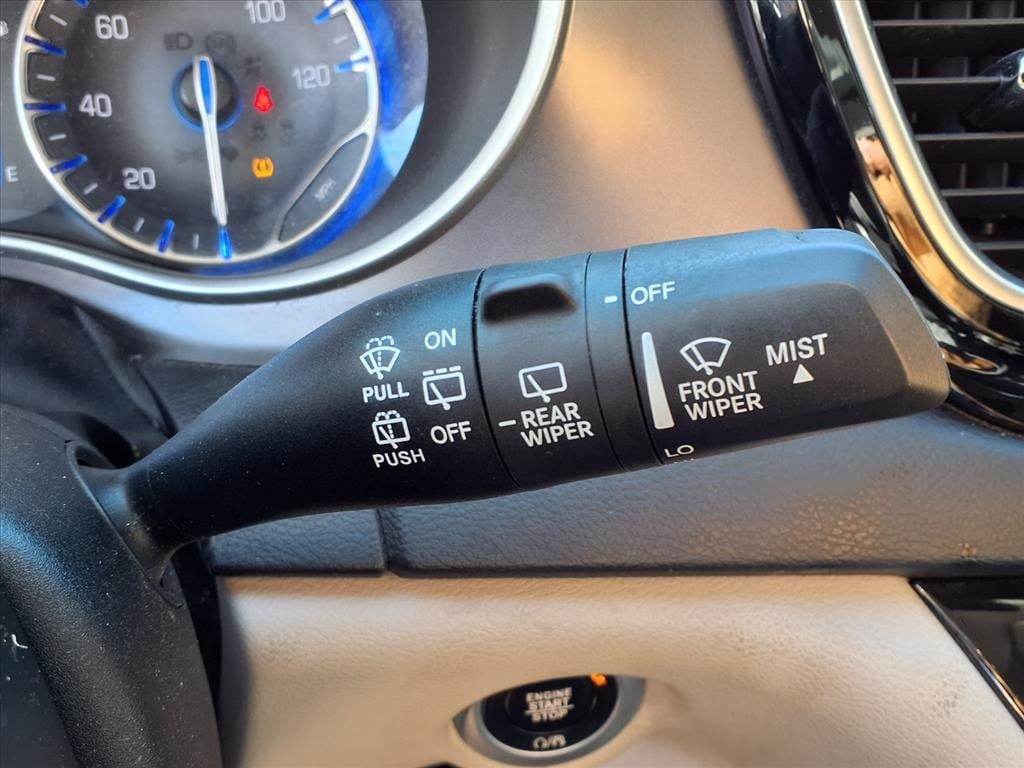 60
100
120
40
20
MPH
E
OFF
ON
PULL
MIST
FRONT
WIPER
REAR
WIPER
OFF
PUSH
LO
ENGINE
START
STOP